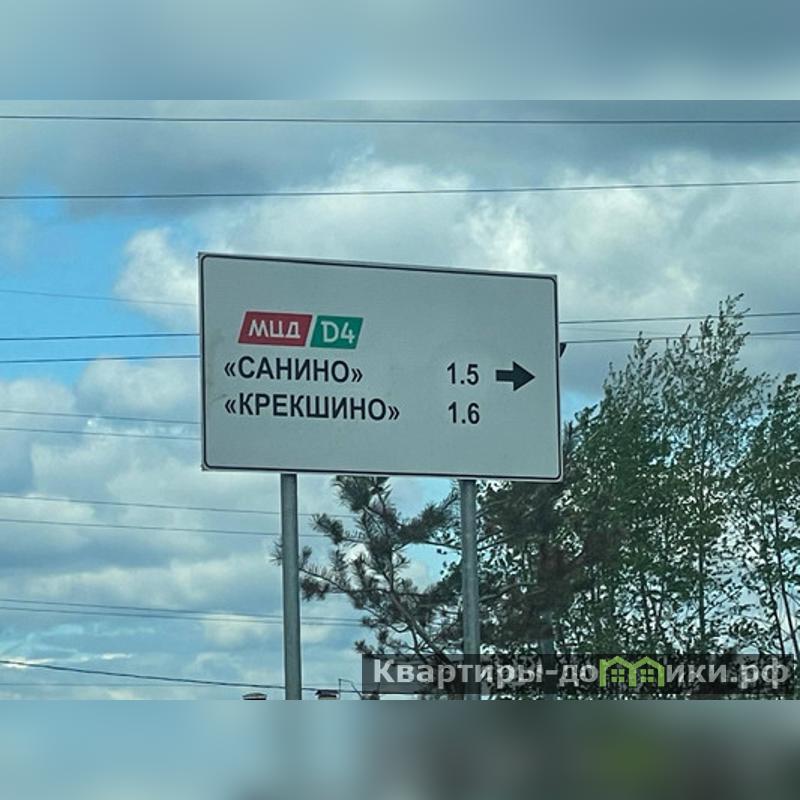 МЦД D4
«САНИНО» 1.5
«КРЕКШИНО» 1.6
Квартиры-домики.рф